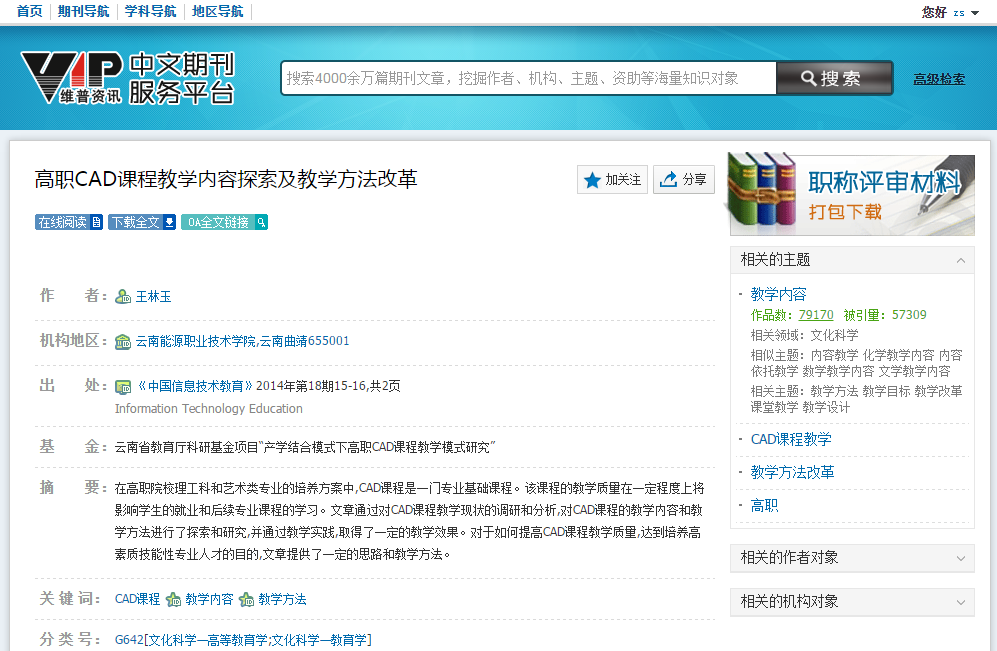 首页 期刊导航 学科导航 地区导航
您好 zs
VIP 维普资讯 中文期刊服务平台
搜索4000余万篇期刊文章，挖掘作者、机构、主题、资助等海量知识对象
搜索
高级检索
高职CAD课程教学内容探索及教学方法改革
加关注 分享
在线阅读 下载全文 OA全文链接
作 者：王林玉
机构地区：云南能源职业技术学院,云南曲靖655001
出 处：《中国信息技术教育》2014年第18期15-16,共2页
Information Technology Education
基 金：云南省教育厅科研基金项目"产学结合模式下高职CAD课程教学模式研究"
摘 要：在高职院校理工科和艺术类专业的培养方案中,CAD课程是一门专业基础课程。该课程的教学质量在一定程度上将
影响学生的就业和后续专业课程的学习。文章通过对CAD课程教学现状的调研和分析,对CAD课程的教学内容和教
学方法进行了探索和研究,并通过教学实践,取得了一定的教学效果。对于如何提高CAD课程教学质量,达到培养高
素质技能性专业人才的目的,文章提供了一定的思路和教学方法。
关 键 词：CAD课程 教学内容 教学方法
分 类 号：G642[文化科学—高等教育学;文化科学—教育学]
职称评审材料
打包下载
相关的主题
· 教学内容
作品数：79170 被引量：57309
相关领域：文化科学
相似主题：内容教学 化学教学内容 内容
依托教学 数学教学内容 文学教学内容
相关主题：教学方法 教学目标 教学改革
课堂教学 教学设计
· CAD课程教学
· 教学方法改革
· 高职
相关的作者对象
相关的机构对象